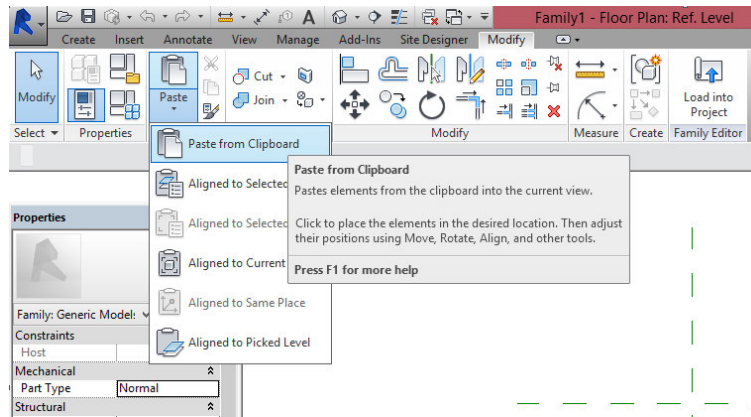 Family1 - Floor Plan: Ref. Level
Create Insert Annotate View Manage Add-Ins Site Designer Modify
Modify
Paste
Cut
Join
Load into
Project
Select Properties Modify Measure Create Family Editor
Paste from Clipboard
Aligned to Selected
Aligned to Selected
Aligned to Current
Aligned to Same Place
Aligned to Picked Level
Paste from Clipboard
Pastes elements from the clipboard into the current view.
Click to place the elements in the desired location. Then adjust
their positions using Move, Rotate, Align, and other tools.
Press F1 for more help
Properties
Family: Generic Models
Constraints
Host
Mechanical
Part Type Normal
Structural